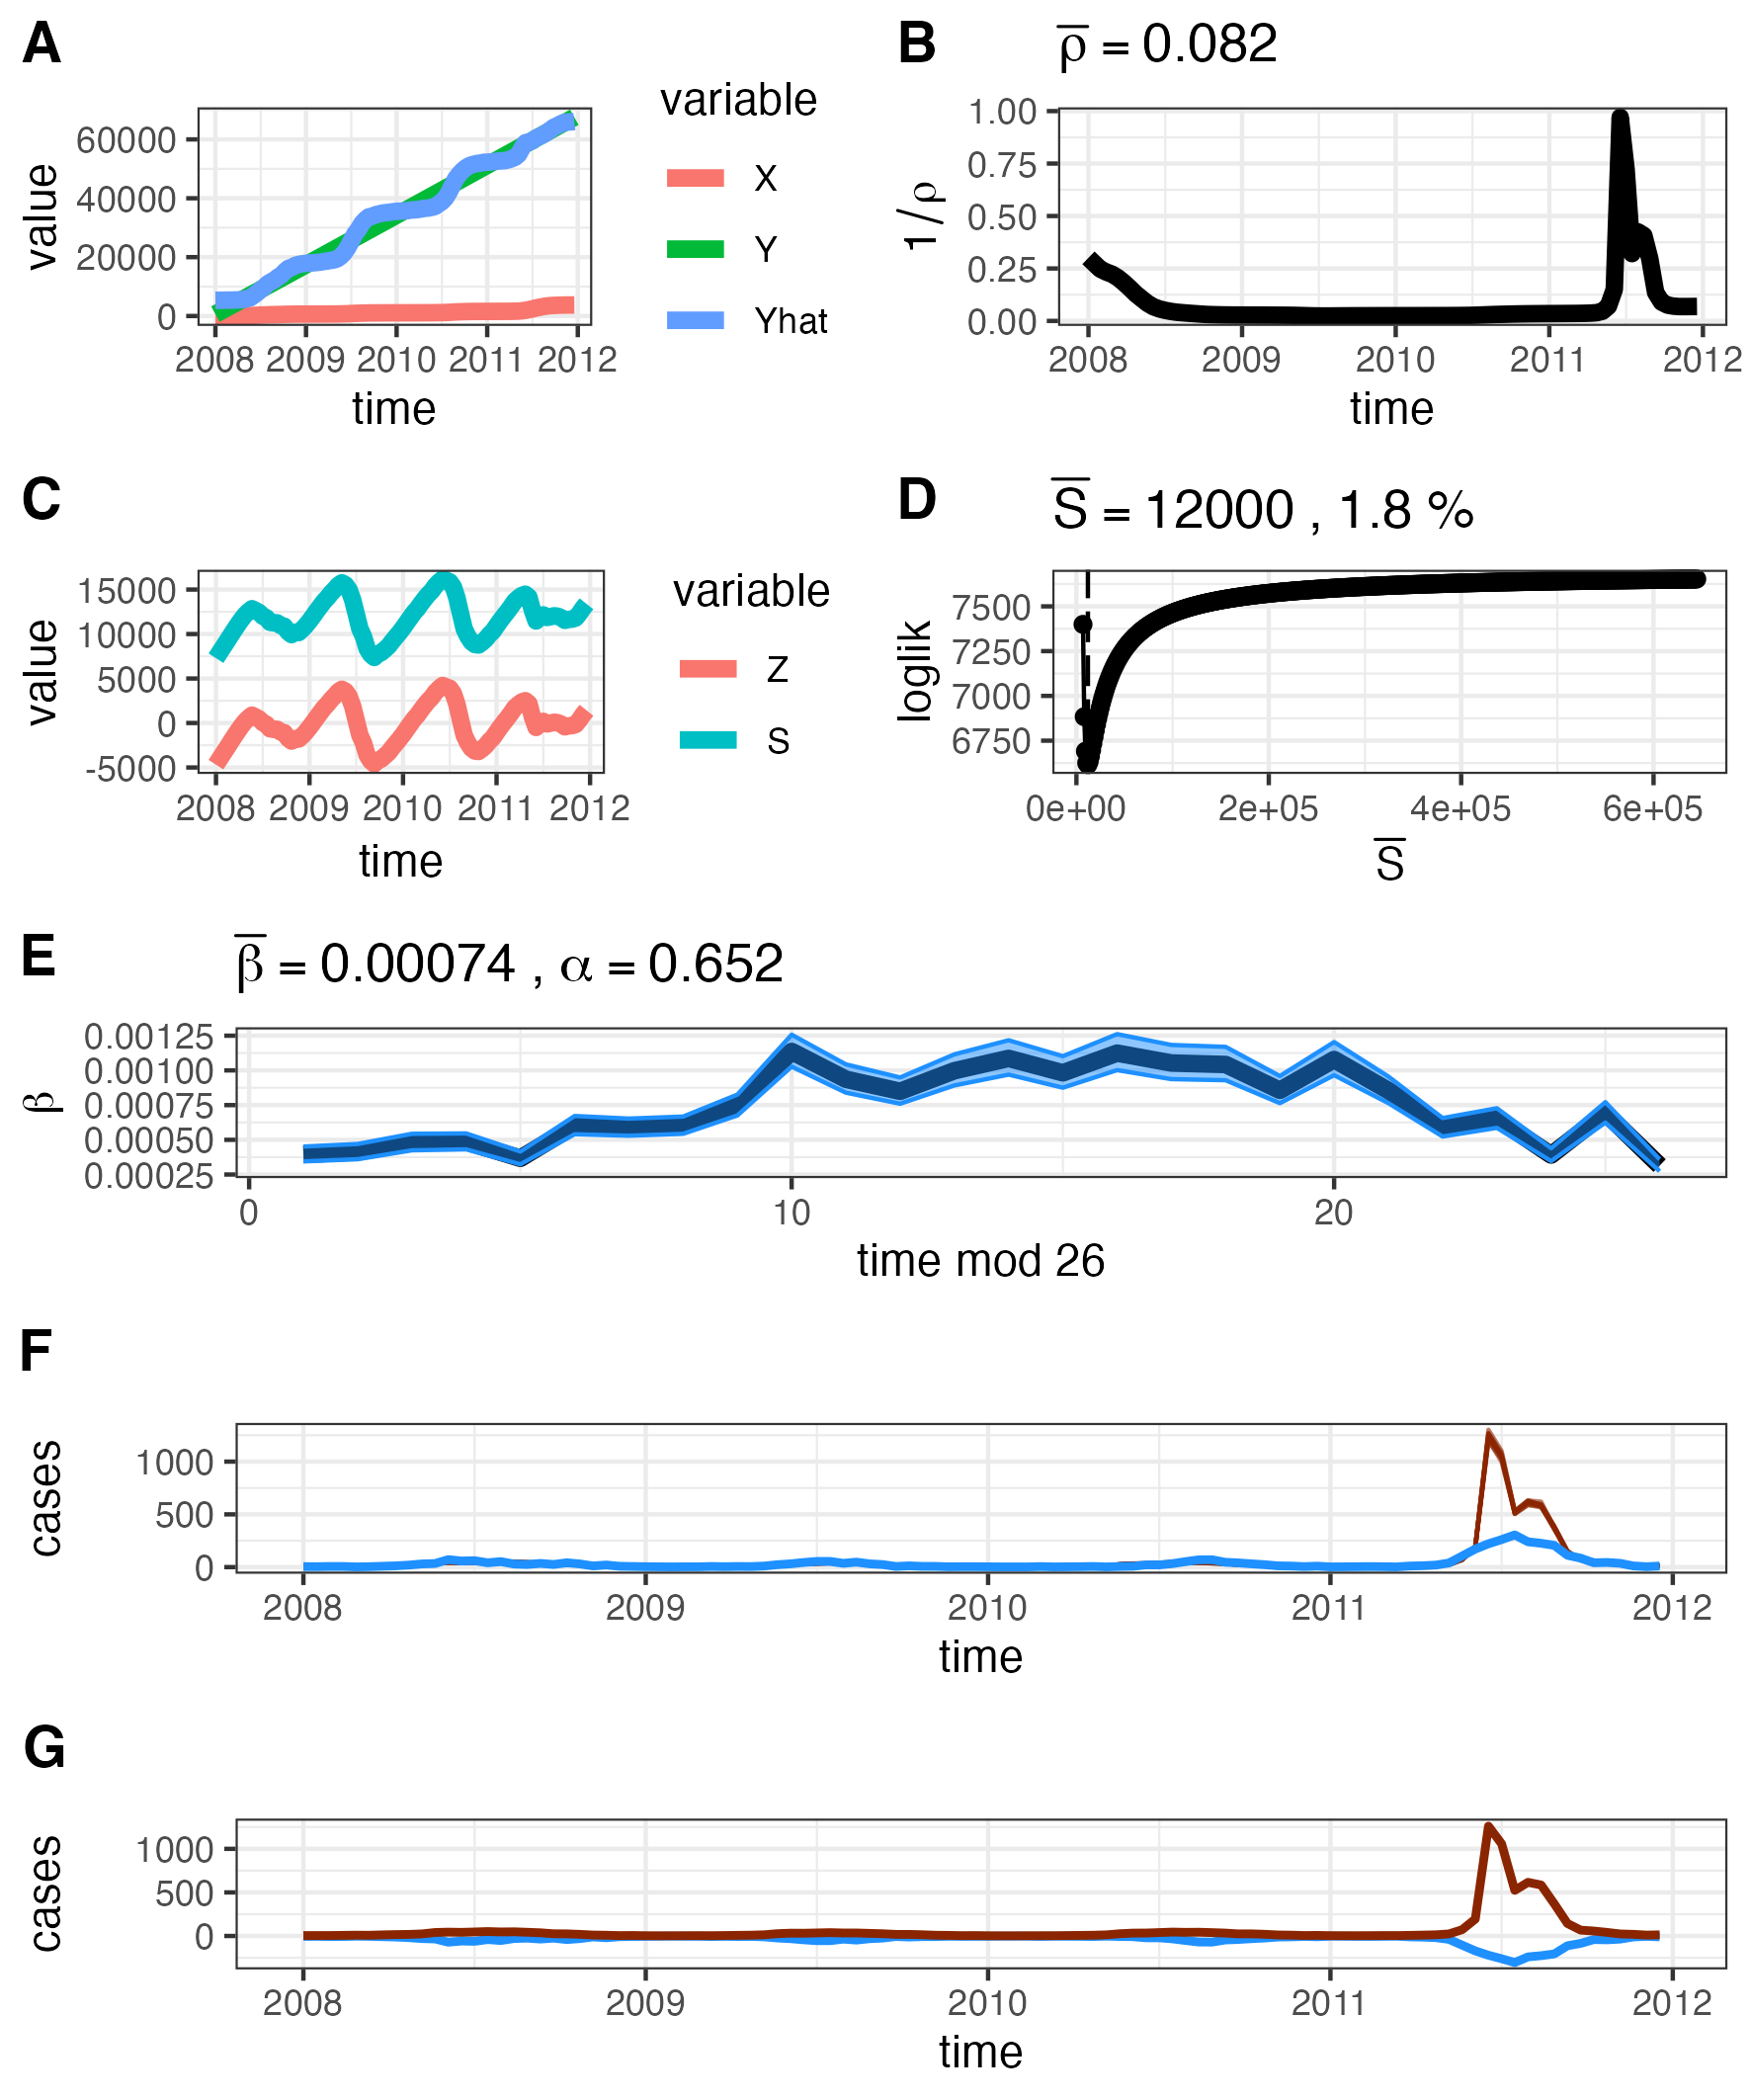 A
variable
X
Y
Yhat
value
60000
40000
20000
0
2008 2009 2010 2011 2012
time
B
ρ̅ = 0.082
1/ρ
1.00
0.75
0.50
0.25
0.00
2008 2009 2010 2011 2012
time
C
variable
Z
S
value
15000
10000
5000
0
-5000
2008 2009 2010 2011 2012
time
D
S̅ = 12000 , 1.8 %
loglik
7500
7250
7000
6750
0e+00 2e+05 4e+05 6e+05
S̅
E
β̅ = 0.00074 , α = 0.652
β
0.00125
0.00100
0.00075
0.00050
0.00025
0 10 20
time mod 26
F
cases
1000
500
0
2008 2009 2010 2011 2012
time
G
cases
1000
500
0
2008 2009 2010 2011 2012
time